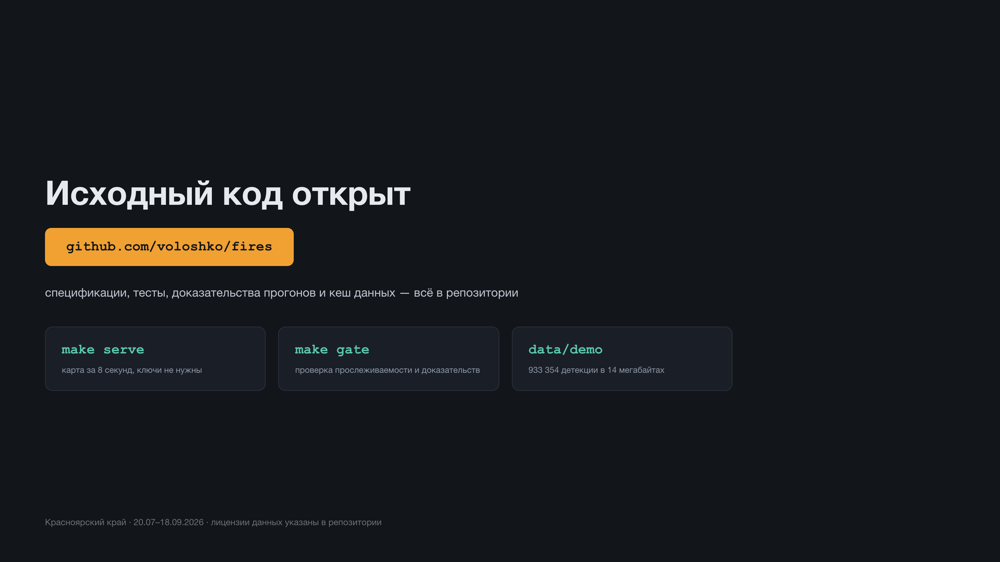 Исходный код открыт
github.com/voloshko/fires
спецификации, тесты, доказательства прогонов и кеш данных — всё в репозитории
make serve
карта за 8 секунд, ключи не нужны
make gate
проверка прослеживаемости и доказательств
data/demo
933 354 детекции в 14 мегабайтах
Красноярский край · 20.07–18.09.2026 · лицензии данных указаны в репозитории